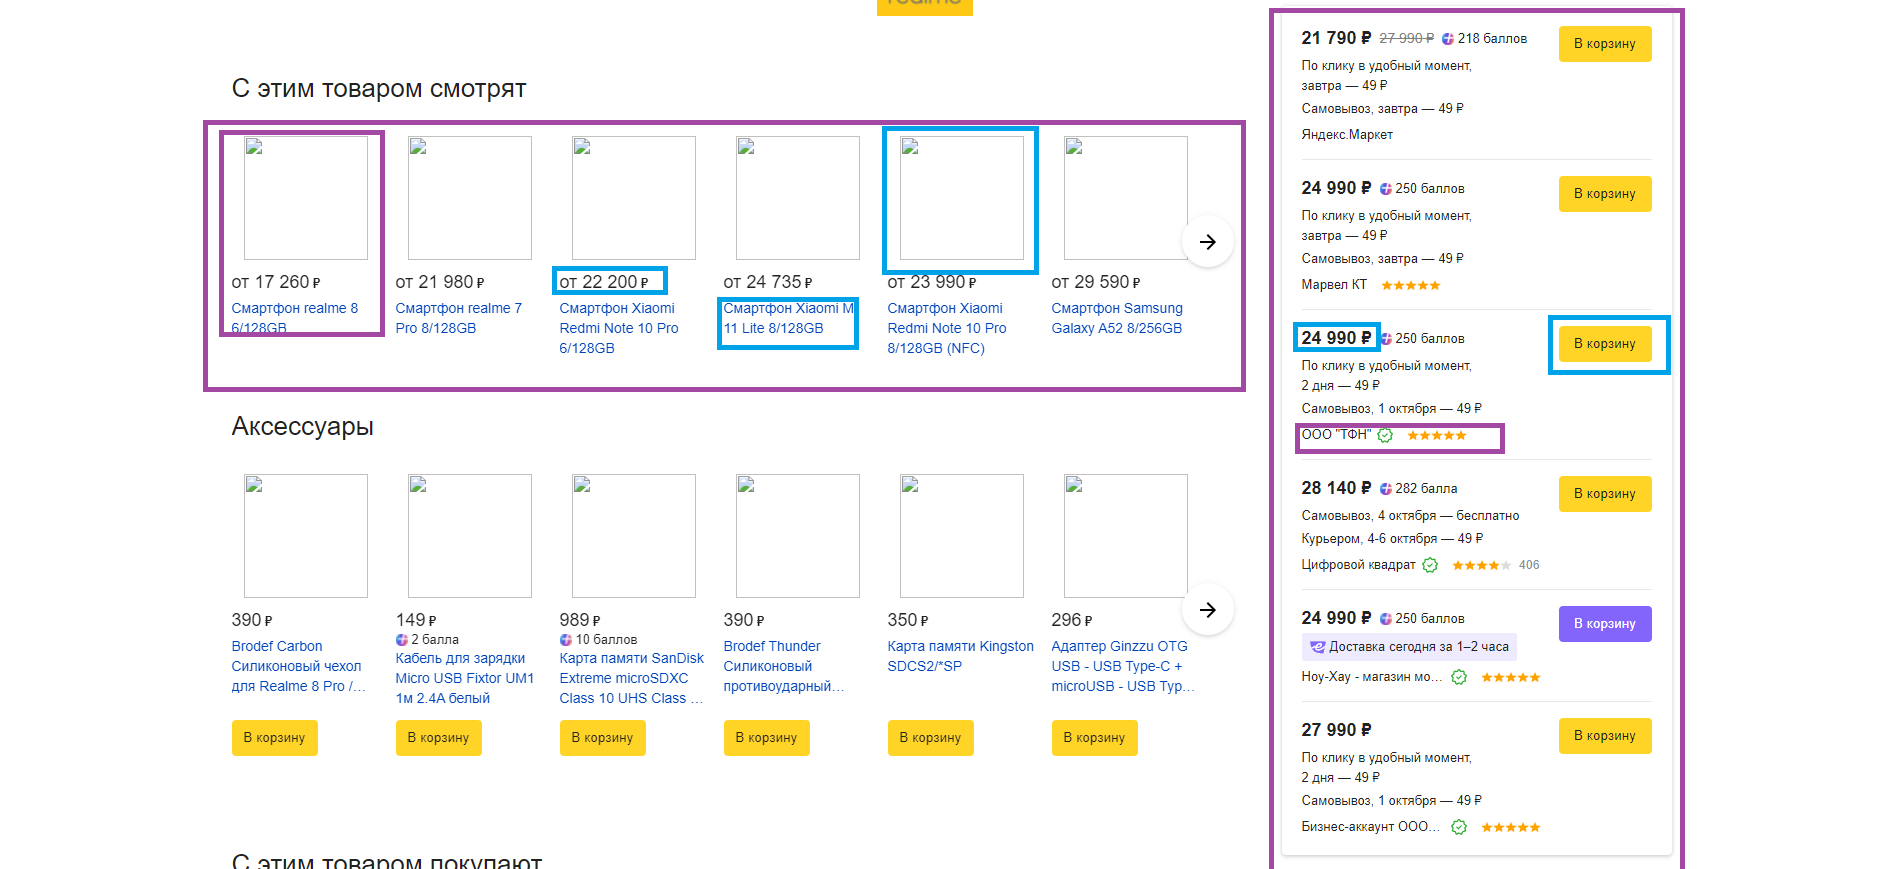 realme
С этим товаром смотрят
от 17 260 ₽
Смартфон realme 8
6/128GB
от 21 980 ₽
Смартфон realme 7
Pro 8/128GB
от 22 200 ₽
Смартфон Xiaomi
Redmi Note 10 Pro
6/128GB
от 24 735 ₽
Смартфон Xiaomi M
11 Lite 8/128GB
от 23 990 ₽
Смартфон Xiaomi
Redmi Note 10 Pro
8/128GB (NFC)
от 29 590 ₽
Смартфон Samsung
Galaxy A52 8/256GB
Аксессуары
390 ₽
Brodef Carbon
Силиконовый чехол
для Realme 8 Pro /…
В корзину
149 ₽
2 балла
Кабель для зарядки
Micro USB Fixtor UM1
1м 2.4A белый
В корзину
989 ₽
10 баллов
Карта памяти SanDisk
Extreme microSDXC
Class 10 UHS Class …
В корзину
390 ₽
Brodef Thunder
Силиконовый
противоударный…
В корзину
350 ₽
Карта памяти Kingston
SDCS2/*SP
В корзину
296 ₽
Адаптер Ginzzu OTG
USB - USB Type-C +
microUSB - USB Typ…
В корзину
С этим товаром покупают
21 790 ₽ 27 990 ₽ 218 баллов
В корзину
По клику в удобный момент,
завтра — 49 ₽
Самовывоз, завтра — 49 ₽
Яндекс.Маркет
24 990 ₽ 250 баллов
В корзину
По клику в удобный момент,
завтра — 49 ₽
Самовывоз, завтра — 49 ₽
Марвел КТ
24 990 ₽ 250 баллов
В корзину
По клику в удобный момент,
2 дня — 49 ₽
Самовывоз, 1 октября — 49 ₽
ООО "ТФН"
28 140 ₽ 282 балла
В корзину
Самовывоз, 4 октября — бесплатно
Курьером, 4-6 октября — 49 ₽
Цифровой квадрат 406
24 990 ₽ 250 баллов
В корзину
Доставка сегодня за 1–2 часа
Ноу-Хау - магазин мо…
27 990 ₽
В корзину
По клику в удобный момент,
2 дня — 49 ₽
Самовывоз, 1 октября — 49 ₽
Бизнес-аккаунт ООО…